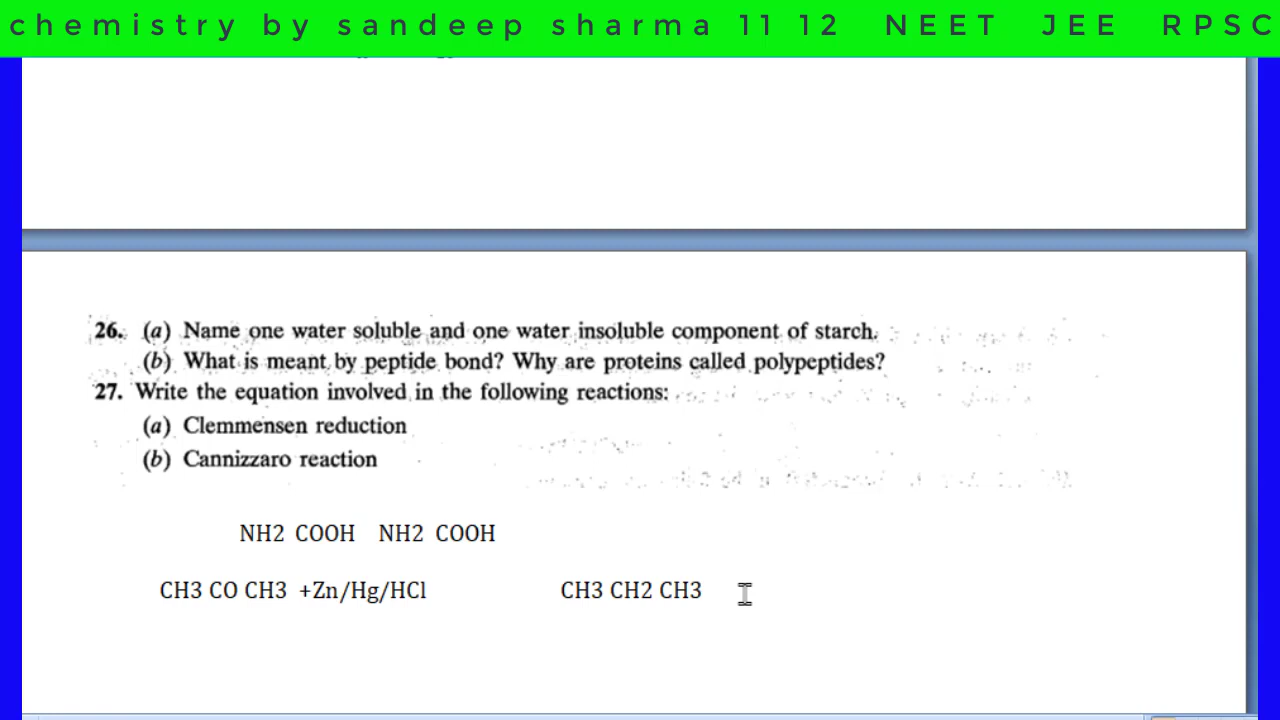 chemistry by sandeep sharma 11 12 NEET JEE RPSC
26. (a) Name one water soluble and one water insoluble component of starch.
(b) What is meant by peptide bond? Why are proteins called polypeptides?
27. Write the equation involved in the following reactions:
(a) Clemmensen reduction
(b) Cannizzaro reaction
NH2 COOH NH2 COOH
CH3 CO CH3 +Zn/Hg/HCl CH3 CH2 CH3